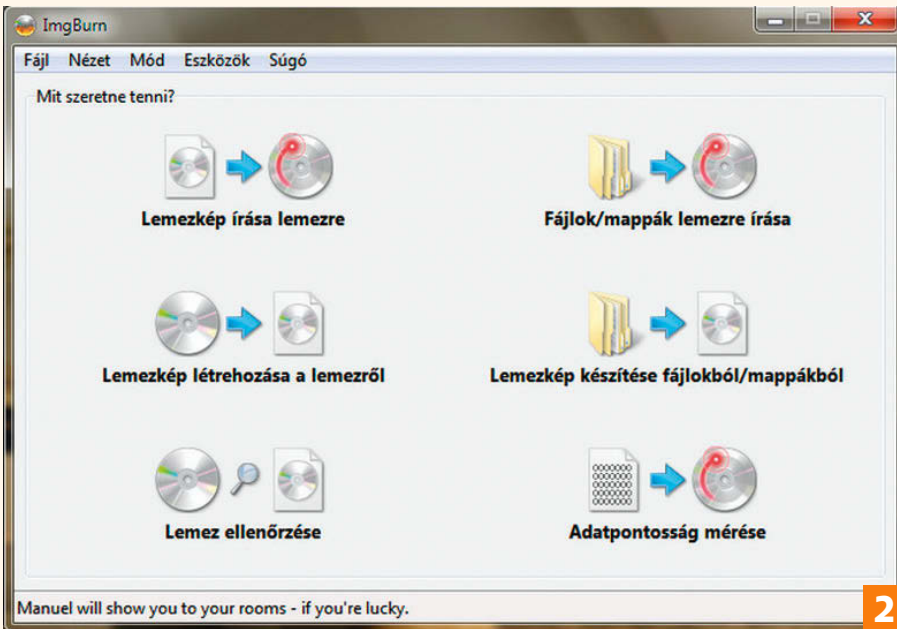 ImgBurn
Fájl Nézet Mód Eszközök Súgó
Mit szeretne tenni?
Lemezkép írása lemezre
Fájlok/mappák lemezre írása
Lemezkép létrehozása a lemezről
Lemezkép készítése fájlokból/mappákból
Lemez ellenőrzése
Adatpontosság mérése
Manuel will show you to your rooms - if you're lucky.
2